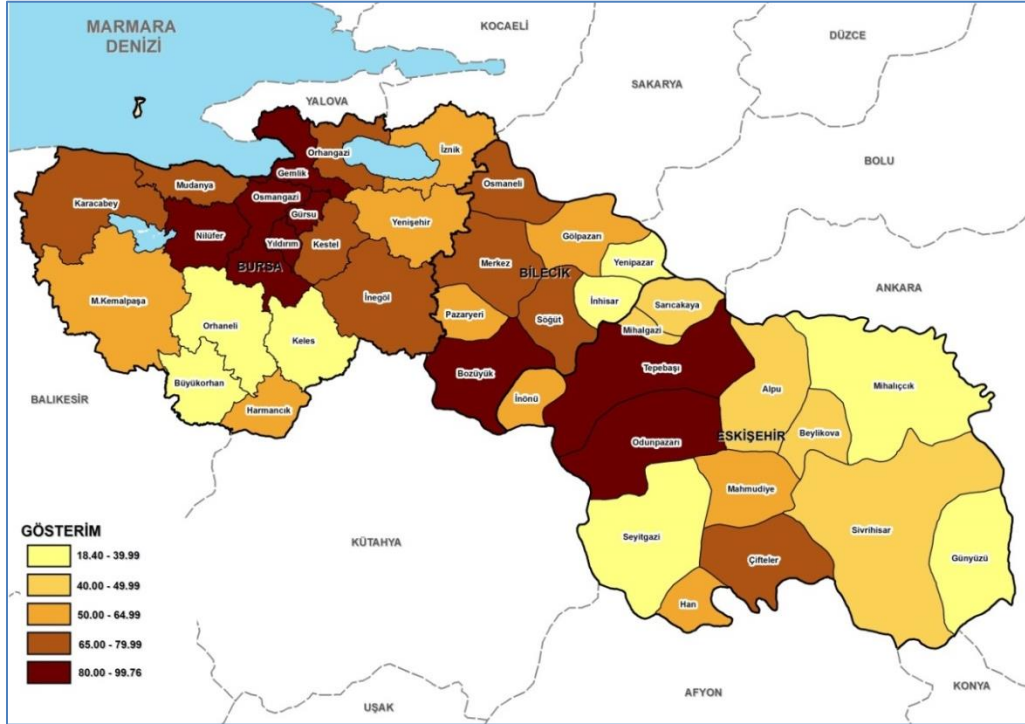 MARMARA
DENİZİ
KOCAELİ
DÜZCE
SAKARYA
YALOVA
BOLU
Orhangazi
İznik
Gemlik
Osmaneli
Mudanya
Karacabey
Osmangazi
Gürsu
Yenişehir
Nilüfer
Yıldırım
Kestel
Gölpazarı
BURSA
Merkez
BİLECİK
Yenipazar
ANKARA
M.Kemalpaşa
İnegöl
İnhisar
Sarıcakaya
Pazaryeri
Söğüt
Orhaneli
Mihalgazi
Keles
Tepebaşı
Bozüyük
Büyükorhan
Alpu
Mihalıçcık
BALIKESİR
İnönü
Harmancık
Odunpazarı
ESKİŞEHİR
Beylikova
Mahmudiye
GÖSTERİM
Sivrihisar
KÜTAHYA
Seyitgazi
Çifteler
Günyüzü
18.40 - 39.99
40.00 - 49.99
Han
50.00 - 64.99
65.00 - 79.99
80.00 - 99.76
KONYA
AFYON
UŞAK